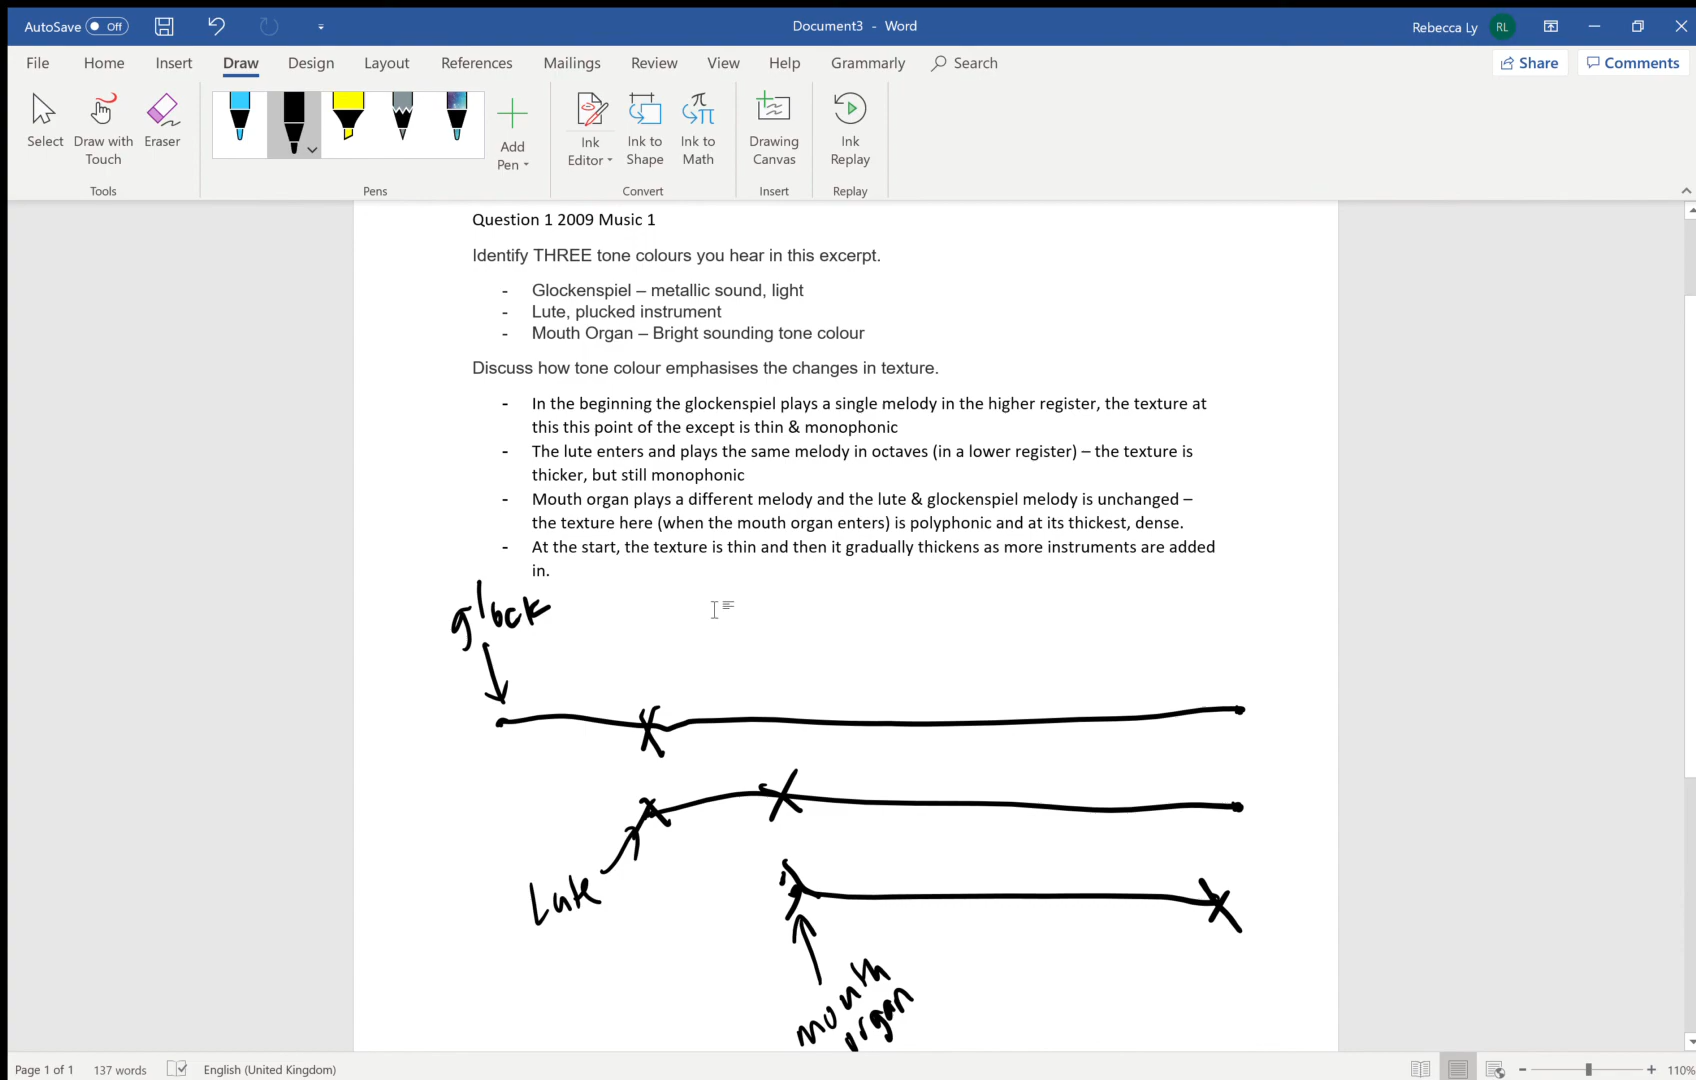 AutoSave Off
Document3 - Word
Rebecca Ly RL
File Home Insert Draw Design Layout References Mailings Review View Help Grammarly Search Share Comments
Select
Draw with
Touch
Eraser
Add
Pen
Ink
Editor
Ink to
Shape
Ink to
Math
Drawing
Canvas
Ink
Replay
Tools Pens Convert Insert Replay
Question 1 2009 Music 1
Identify THREE tone colours you hear in this excerpt.
- Glockenspiel – metallic sound, light
- Lute, plucked instrument
- Mouth Organ – Bright sounding tone colour
Discuss how tone colour emphasises the changes in texture.
- In the beginning the glockenspiel plays a single melody in the higher register, the texture at
this this point of the except is thin & monophonic
- The lute enters and plays the same melody in octaves (in a lower register) – the texture is
thicker, but still monophonic
- Mouth organ plays a different melody and the lute & glockenspiel melody is unchanged –
the texture here (when the mouth organ enters) is polyphonic and at its thickest, dense.
- At the start, the texture is thin and then it gradually thickens as more instruments are added
in.
glock
Lute
mouth
organ
Page 1 of 1 137 words English (United Kingdom) 110%